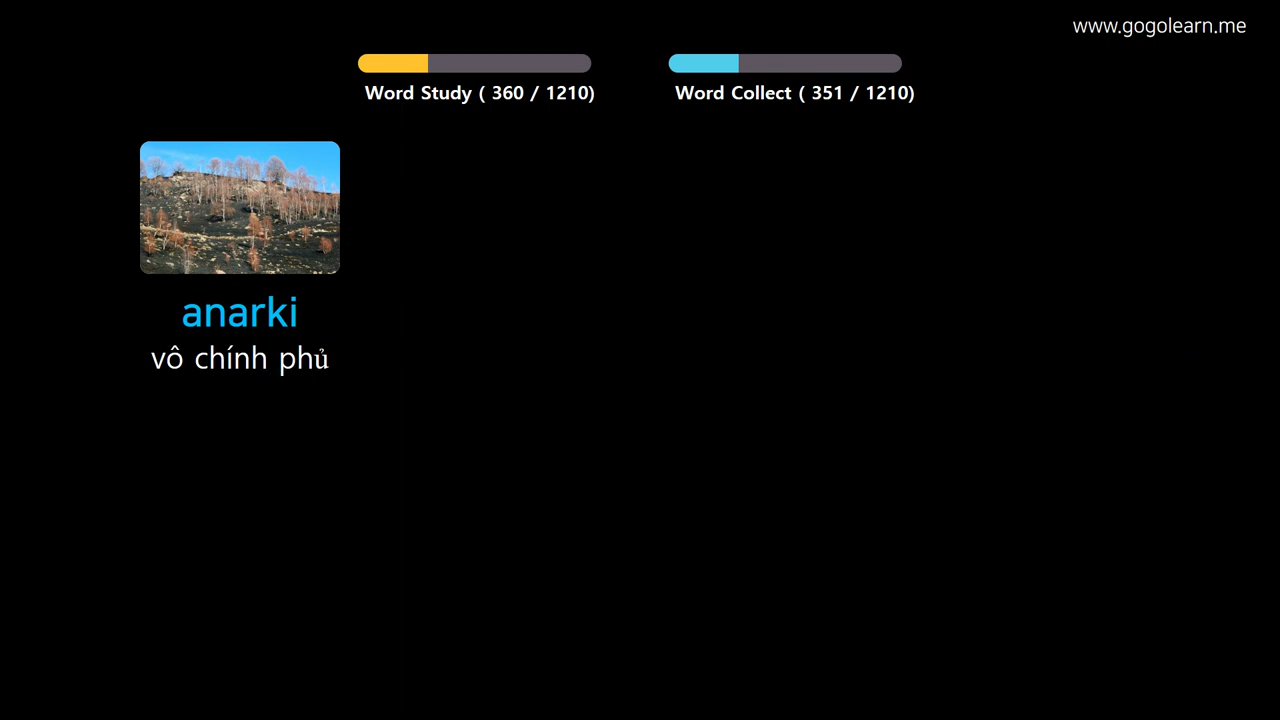 www.gogolearn.me
Word Study ( 360 / 1210)
Word Collect ( 351 / 1210)
anarki
vô chính phủ